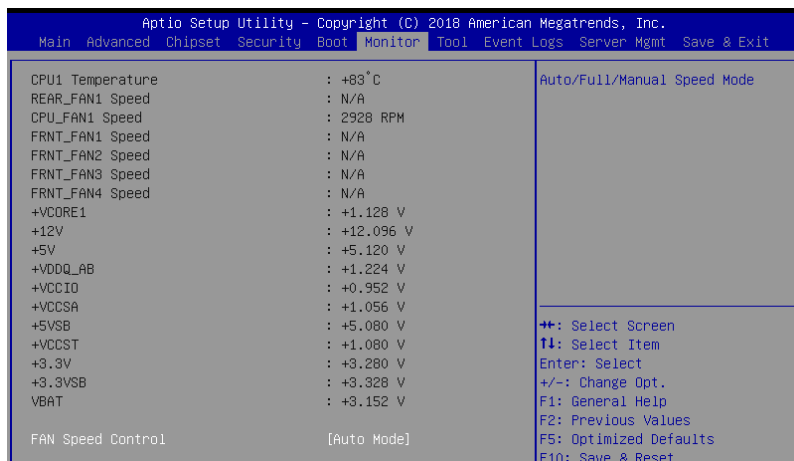 Aptio Setup Utility – Copyright (C) 2018 American Megatrends, Inc.
Main Advanced Chipset Security Boot Monitor Tool Event Logs Server Mgmt Save & Exit
CPU1 Temperature : +83°C
REAR_FAN1 Speed : N/A
CPU_FAN1 Speed : 2928 RPM
FRNT_FAN1 Speed : N/A
FRNT_FAN2 Speed : N/A
FRNT_FAN3 Speed : N/A
FRNT_FAN4 Speed : N/A
+VCORE1 : +1.128 V
+12V : +12.096 V
+5V : +5.120 V
+VDDQ_AB : +1.224 V
+VCCIO : +0.952 V
+VCCSA : +1.056 V
+5VSB : +5.080 V
+VCCST : +1.080 V
+3.3V : +3.280 V
+3.3VSB : +3.328 V
VBAT : +3.152 V
FAN Speed Control [Auto Mode]
Auto/Full/Manual Speed Mode
→←: Select Screen
↑↓: Select Item
Enter: Select
+/-: Change Opt.
F1: General Help
F2: Previous Values
F5: Optimized Defaults
F10: Save & Reset